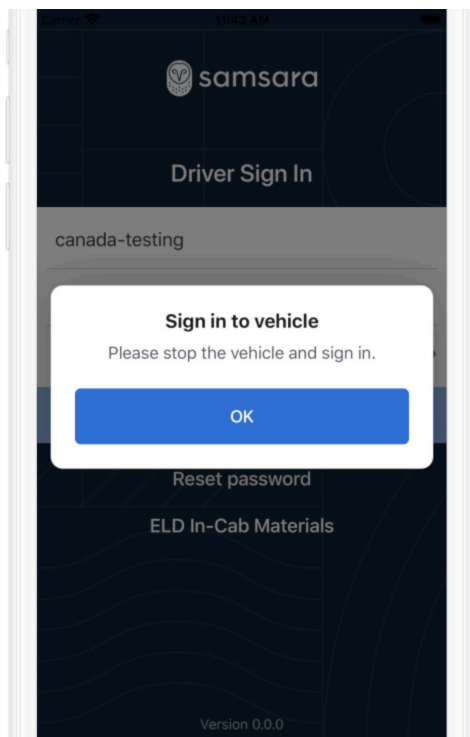 Carrier 11:43 AM
samsara
Driver Sign In
canada-testing
Sign in to vehicle
Please stop the vehicle and sign in.
OK
Reset password
ELD In-Cab Materials
Version 0.0.0